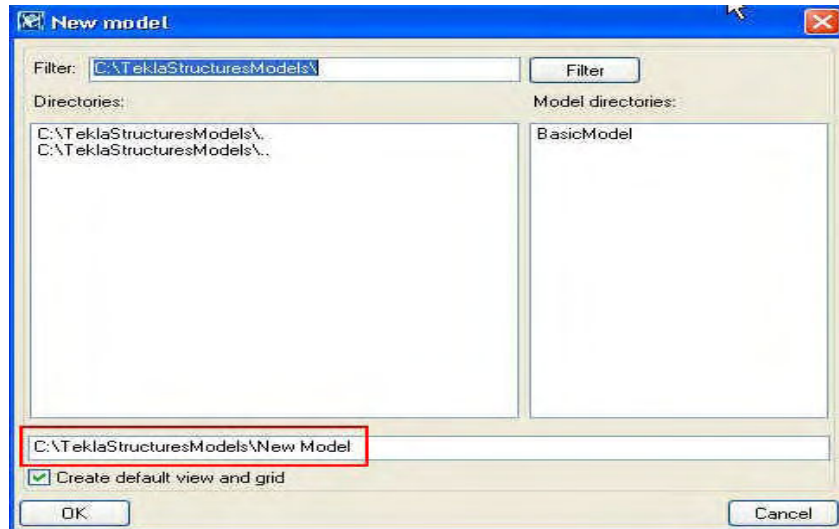 New model
Filter: C:\TeklaStructuresModels\ Filter
Directories: Model directories:
C:\TeklaStructuresModels\. BasicModel
C:\TeklaStructuresModels\..
C:\TeklaStructuresModels\New Model
Create default view and grid
OK Cancel